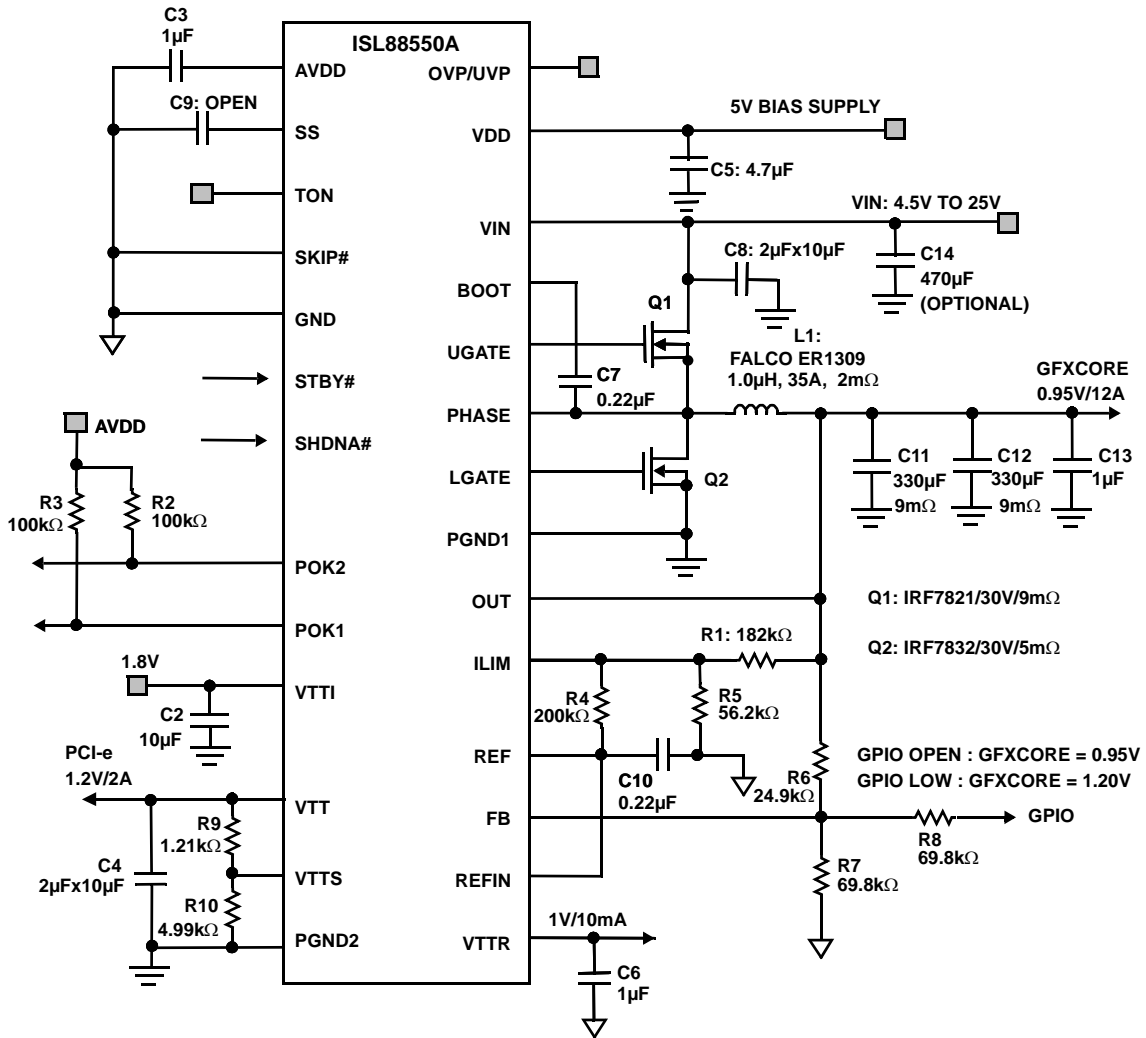 C3
1µF
ISL88550A
AVDD
OVP/UVP
C9: OPEN
SS
VDD
5V BIAS SUPPLY
C5: 4.7µF
TON
VIN
VIN: 4.5V TO 25V
SKIP#
C8: 2µFx10µF
C14
470µF
(OPTIONAL)
BOOT
Q1
GND
UGATE
L1:
FALCO ER1309
1.0µH, 35A, 2mΩ
C7
0.22µF
GFXCORE
0.95V/12A
STBY#
PHASE
AVDD
SHDNA#
LGATE
Q2
C11
330µF
9mΩ
C12
330µF
9mΩ
C13
1µF
R3
100kΩ
R2
100kΩ
PGND1
POK2
OUT
Q1: IRF7821/30V/9mΩ
POK1
R1: 182kΩ
Q2: IRF7832/30V/5mΩ
1.8V
ILIM
VTTI
R4
200kΩ
R5
56.2kΩ
C2
10µF
PCI-e
1.2V/2A
REF
C10
0.22µF
R6
24.9kΩ
GPIO OPEN : GFXCORE = 0.95V
GPIO LOW : GFXCORE = 1.20V
VTT
FB
GPIO
R9
1.21kΩ
R8
69.8kΩ
C4
2µFx10µF
VTTS
REFIN
R7
69.8kΩ
R10
4.99kΩ
1V/10mA
PGND2
VTTR
C6
1µF